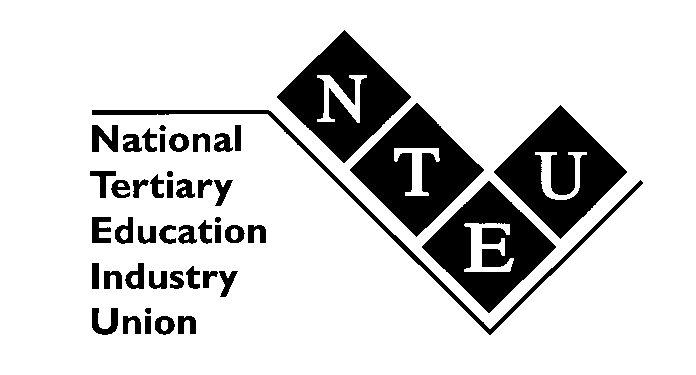 National
Tertiary
Education
Industry
Union
N
T
E
U